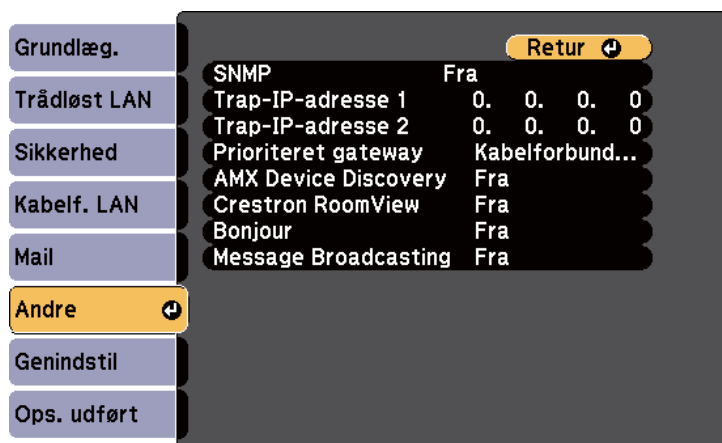 Grundlæg.
Trådløst LAN
Sikkerhed
Kabelf. LAN
Mail
Andre
Genindstil
Ops. udført
Retur
SNMP Fra
Trap-IP-adresse 1 0. 0. 0. 0
Trap-IP-adresse 2 0. 0. 0. 0
Prioriteret gateway Kabelforbund...
AMX Device Discovery Fra
Crestron RoomView Fra
Bonjour Fra
Message Broadcasting Fra